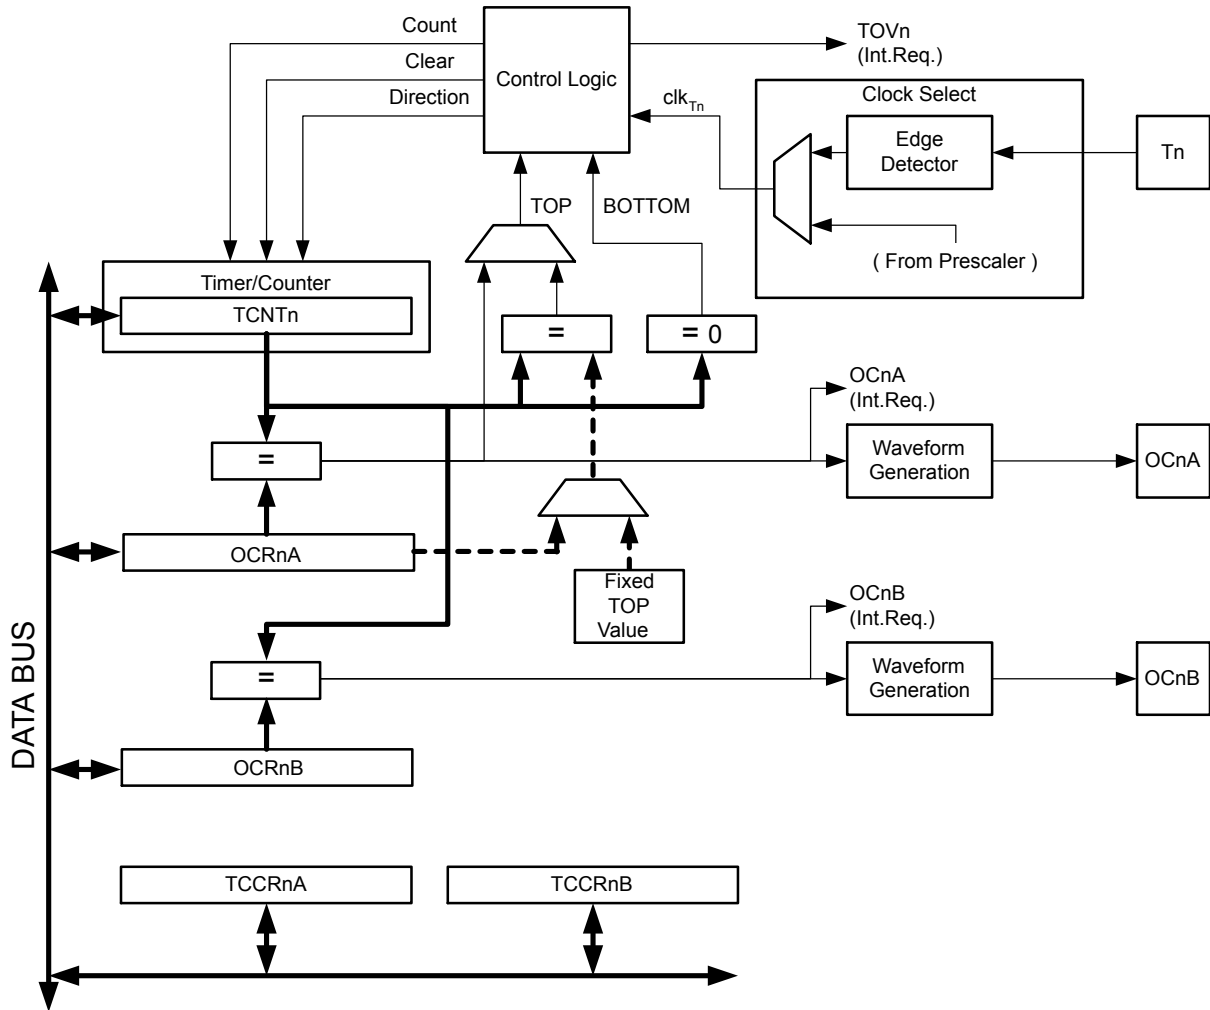 Count
Clear
Direction
Control Logic
TOVn
(Int.Req.)
clkTn
Clock Select
Edge
Detector
Tn
( From Prescaler )
TOP
BOTTOM
Timer/Counter
TCNTn
=
= 0
OCnA
(Int.Req.)
=
Waveform
Generation
OCnA
OCRnA
Fixed
TOP
Value
OCnB
(Int.Req.)
=
Waveform
Generation
OCnB
OCRnB
DATA BUS
TCCRnA
TCCRnB